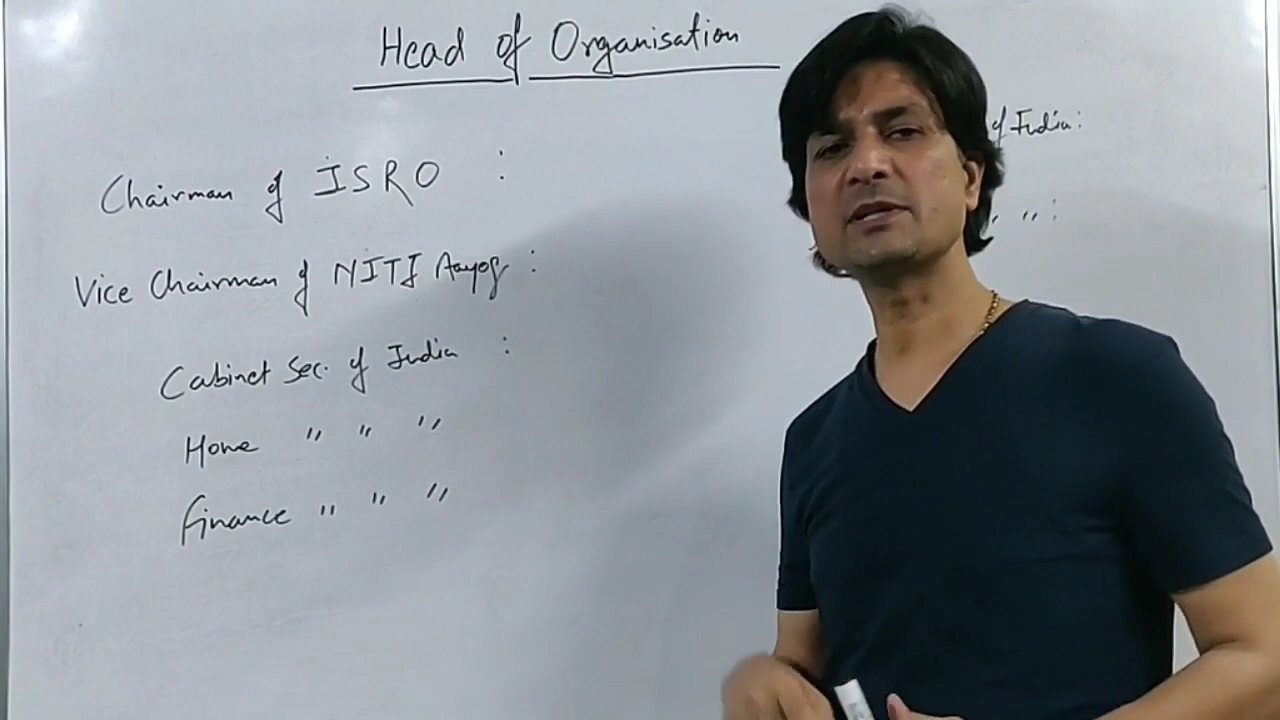 Head of Organisation
Chairman of ISRO :
Vice Chairman of NITI Aayog :
Cabinet Sec. of India :
Home " " "
Finance " " "
of India :
" " :